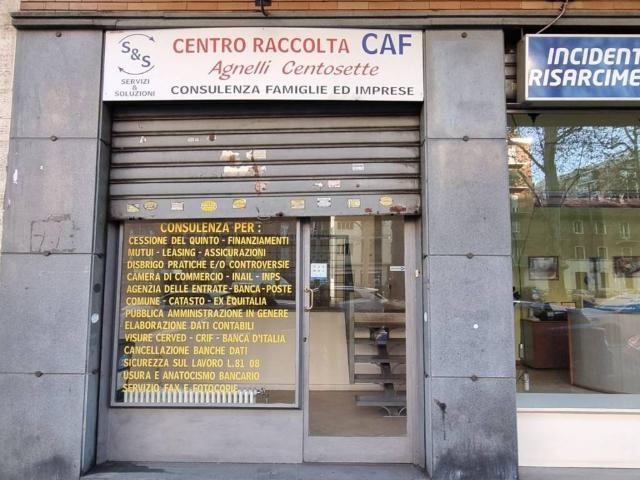 S&S
SERVIZI
&
SOLUZIONI
CENTRO RACCOLTA CAF
Agnelli Centosette
CONSULENZA FAMIGLIE ED IMPRESE
INCIDENT
RISARCIME
CONSULENZA PER :
CESSIONE DEL QUINTO - FINANZIAMENTI
MUTUI - LEASING - ASSICURAZIONI
DISBRIGO PRATICHE E/O CONTROVERSIE
CAMERA DI COMMERCIO - INAIL - INPS
AGENZIA DELLE ENTRATE - BANCA - POSTE
COMUNE - CATASTO - EX EQUITALIA
PUBBLICA AMMINISTRAZIONE IN GENERE
ELABORAZIONE DATI CONTABILI
VISURE CERVED - CRIF - BANCA D'ITALIA
CANCELLAZIONE BANCHE DATI
SICUREZZA SUL LAVORO L.81 08
USURA E ANATOCISMO BANCARIO
SERVIZIO FAX E FOTOCOPIE